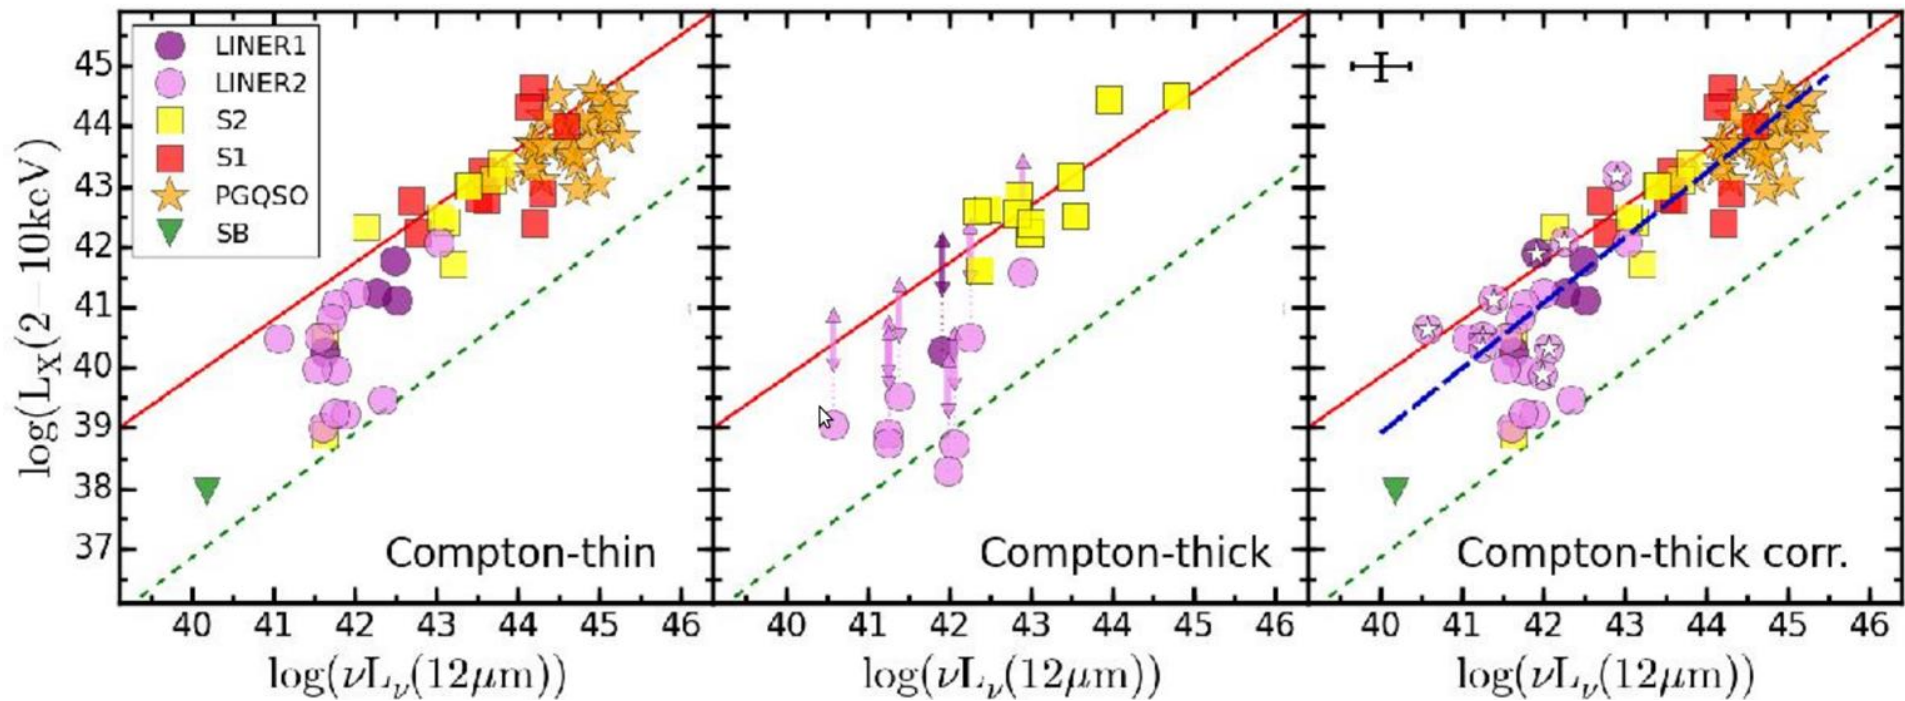 LINER1
LINER2
S2
S1
PGQSO
SB
log(L_X(2–10keV)
45
44
43
42
41
40
39
38
37
Compton-thin
Compton-thick
Compton-thick corr.
40 41 42 43 44 45 46
40 41 42 43 44 45 46
40 41 42 43 44 45 46
log(νL_ν(12μm))
log(νL_ν(12μm))
log(νL_ν(12μm))